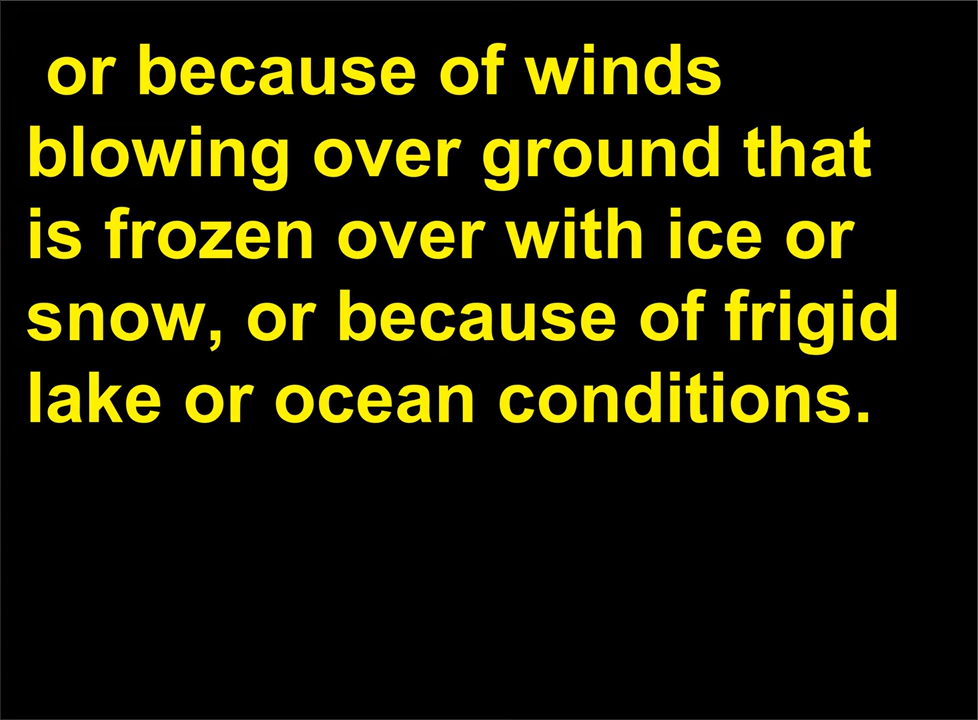 or because of winds
blowing over ground that
is frozen over with ice or
snow, or because of frigid
lake or ocean conditions.